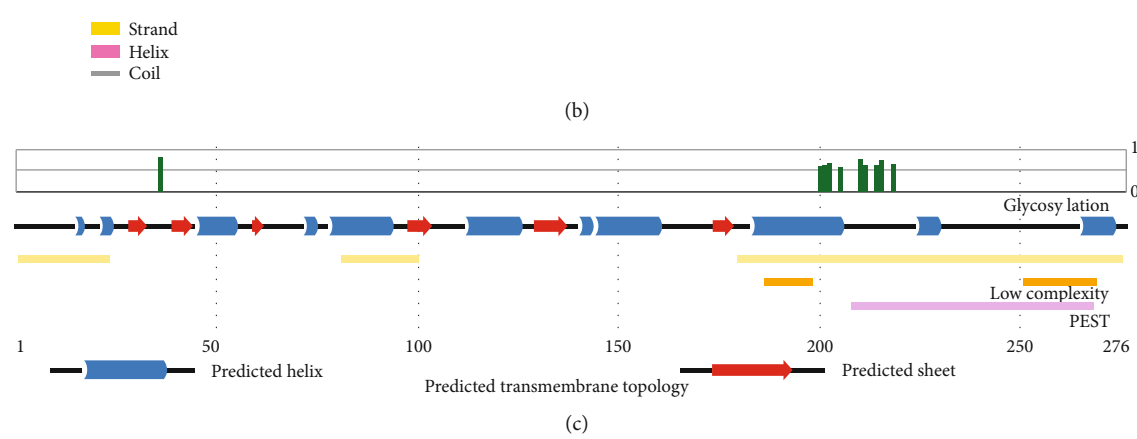 Strand
Helix
Coil
(b)
1
0
Glycosy lation
Low complexity
PEST
1 50 100 150 200 250 276
Predicted helix
Predicted sheet
Predicted transmembrane topology
(c)